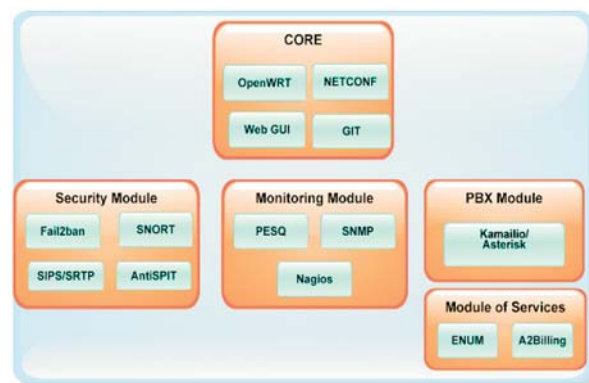 CORE
OpenWRT
NETCONF
Web GUI
GIT
Security Module
Fail2ban
SNORT
SIPS/SRTP
AntiSPIT
Monitoring Module
PESQ
SNMP
Nagios
PBX Module
Kamailio/
Asterisk
Module of Services
ENUM
A2Billing